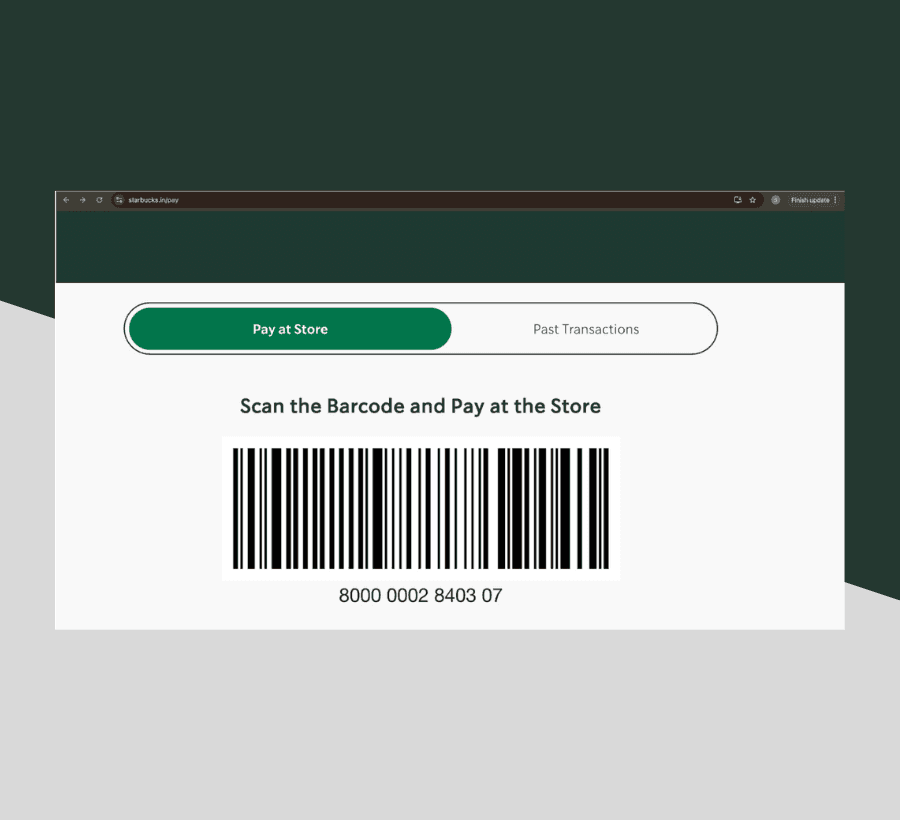 starbucks.in/pay
S
Finish update
Pay at Store
Past Transactions
Scan the Barcode and Pay at the Store
8000 0002 8403 07